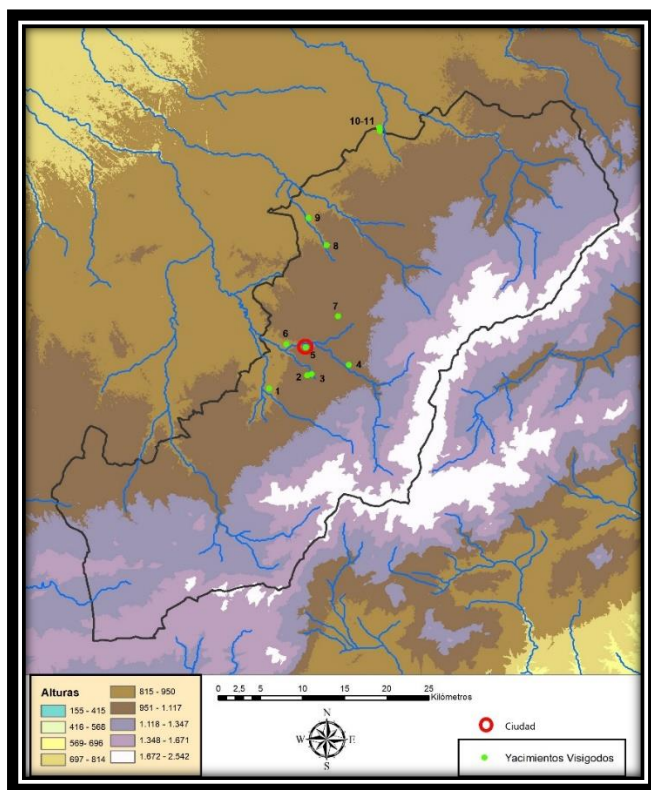 10-11
9
8
7
6
5
4
2
3
1
Alturas
155 - 415
416 - 568
569- 696
697 - 814
815 - 950
951 - 1.117
1.118 - 1.347
1.348 - 1.671
1.672 - 2.542
0 2,5 5 10 15 20 25
Kilómetros
N
W E
S
Ciudad
Yacimientos Visigodos